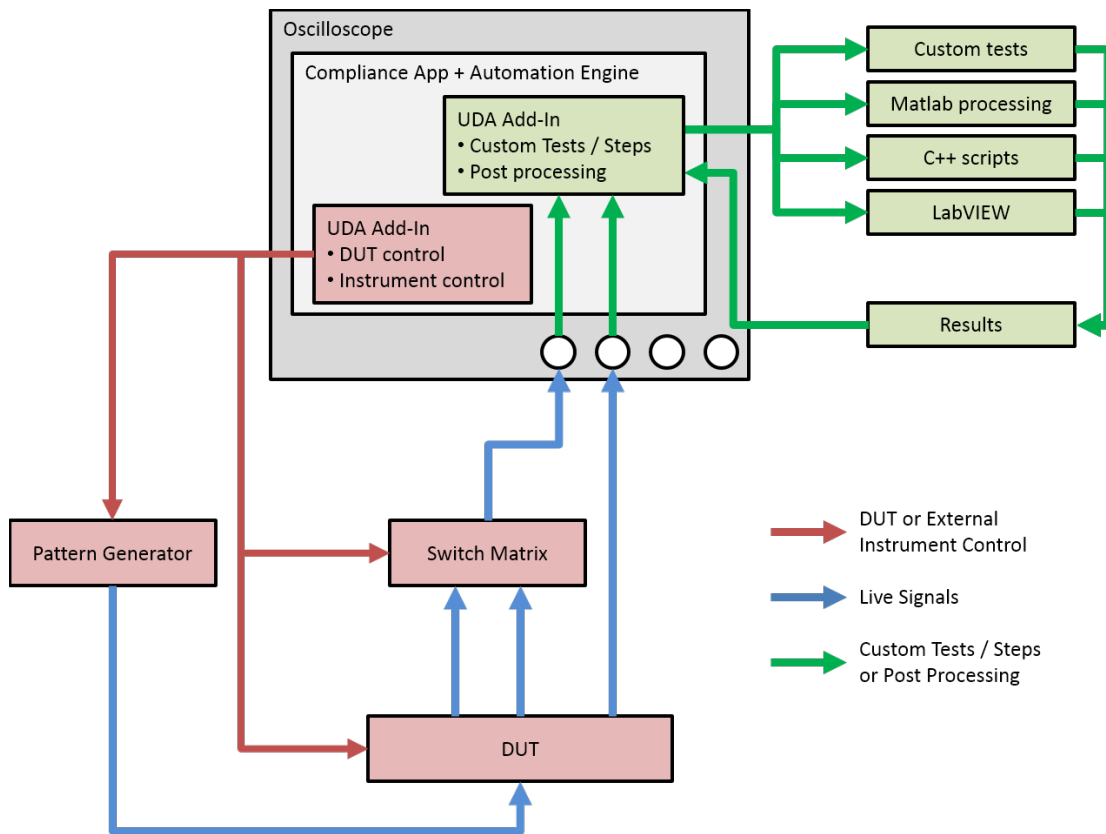 Oscilloscope
Compliance App + Automation Engine
UDA Add-In
• Custom Tests / Steps
• Post processing
UDA Add-In
• DUT control
• Instrument control
Custom tests
Matlab processing
C++ scripts
LabVIEW
Results
Pattern Generator
Switch Matrix
DUT
DUT or External
Instrument Control
Live Signals
Custom Tests / Steps
or Post Processing